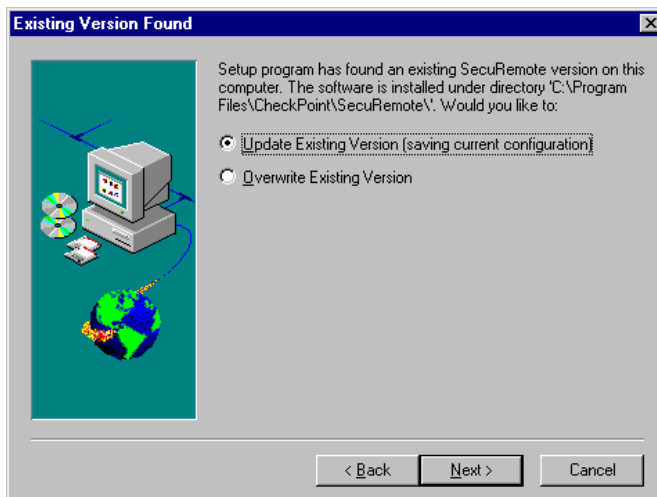 Existing Version Found
Setup program has found an existing SecuRemote version on this
computer. The software is installed under directory 'C:\Program
Files\CheckPoint\SecuRemote\'. Would you like to:
Update Existing Version (saving current configuration)
Overwrite Existing Version
< Back
Next >
Cancel